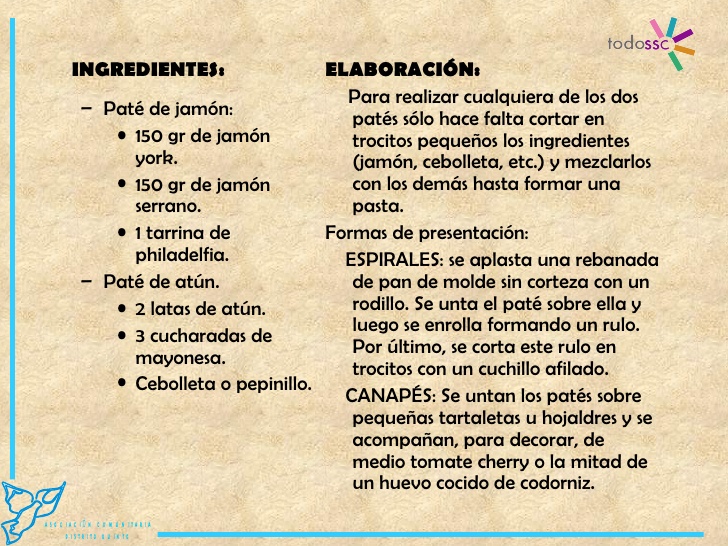 todossc
INGREDIENTES:
– Paté de jamón:
• 150 gr de jamón
york.
• 150 gr de jamón
serrano.
• 1 tarrina de
philadelfia.
– Paté de atún.
• 2 latas de atún.
• 3 cucharadas de
mayonesa.
• Cebolleta o pepinillo.
ELABORACIÓN:
Para realizar cualquiera de los dos
patés sólo hace falta cortar en
trocitos pequeños los ingredientes
(jamón, cebolleta, etc.) y mezclarlos
con los demás hasta formar una
pasta.
Formas de presentación:
ESPIRALES: se aplasta una rebanada
de pan de molde sin corteza con un
rodillo. Se unta el paté sobre ella y
luego se enrolla formando un rulo.
Por último, se corta este rulo en
trocitos con un cuchillo afilado.
CANAPÉS: Se untan los patés sobre
pequeñas tartaletas u hojaldres y se
acompañan, para decorar, de
medio tomate cherry o la mitad de
un huevo cocido de codorniz.
ASOCIACIÓN COMUNITARIA
DISTRITO QUINTO